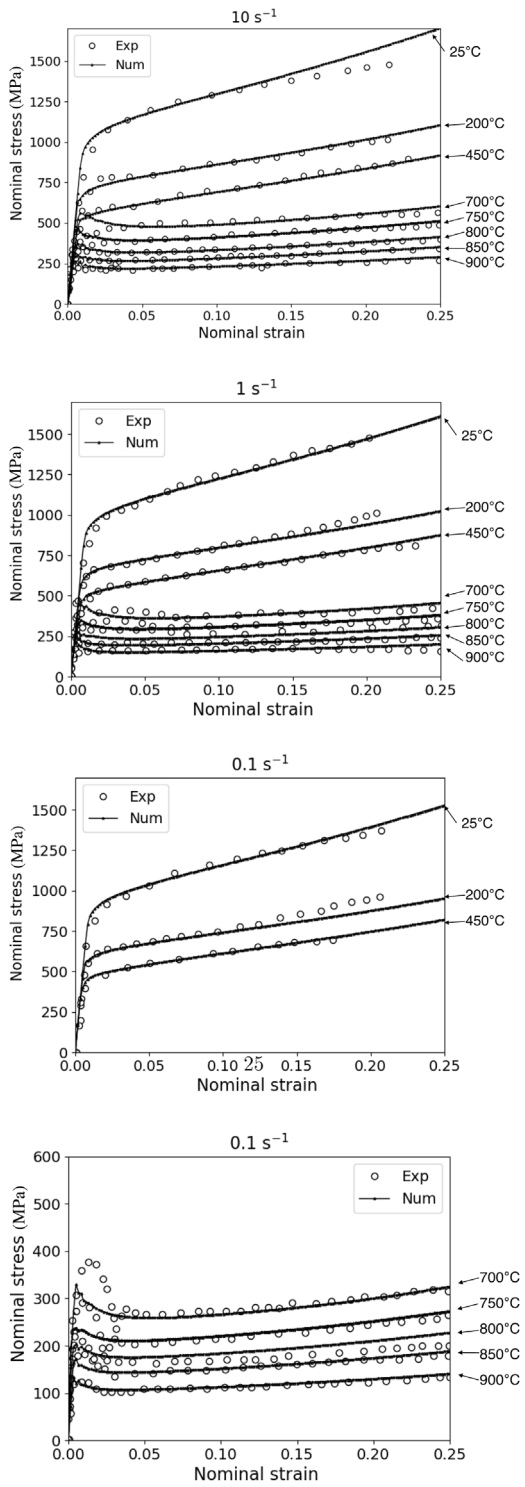 10 s⁻¹
Exp
Num
Nominal stress (MPa)
1500
1250
1000
750
500
250
0
25°C
200°C
450°C
700°C
750°C
800°C
850°C
900°C
0.00 0.05 0.10 0.15 0.20 0.25
Nominal strain
1 s⁻¹
Exp
Num
Nominal stress (MPa)
1500
1250
1000
750
500
250
0
25°C
200°C
450°C
700°C
750°C
800°C
850°C
900°C
0.00 0.05 0.10 0.15 0.20 0.25
Nominal strain
0.1 s⁻¹
Exp
Num
Nominal stress (MPa)
1500
1250
1000
750
500
250
0
25°C
200°C
450°C
0.00 0.05 0.10 25 0.15 0.20 0.25
Nominal strain
0.1 s⁻¹
Exp
Num
Nominal stress (MPa)
600
500
400
300
200
100
0
700°C
750°C
800°C
850°C
900°C
0.00 0.05 0.10 0.15 0.20 0.25
Nominal strain